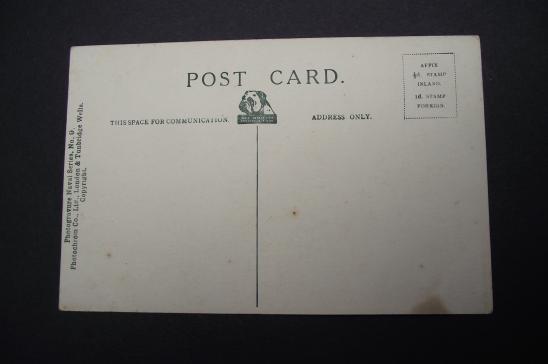 POST CARD.
THIS SPACE FOR COMMUNICATION.
ADDRESS ONLY.
AFFIX
½d. STAMP
INLAND.
1d. STAMP
FOREIGN.
Photogravure Naval Series, No. 9.
Photochrom Co., Ltd., London & Tunbridge Wells.
Copyright.